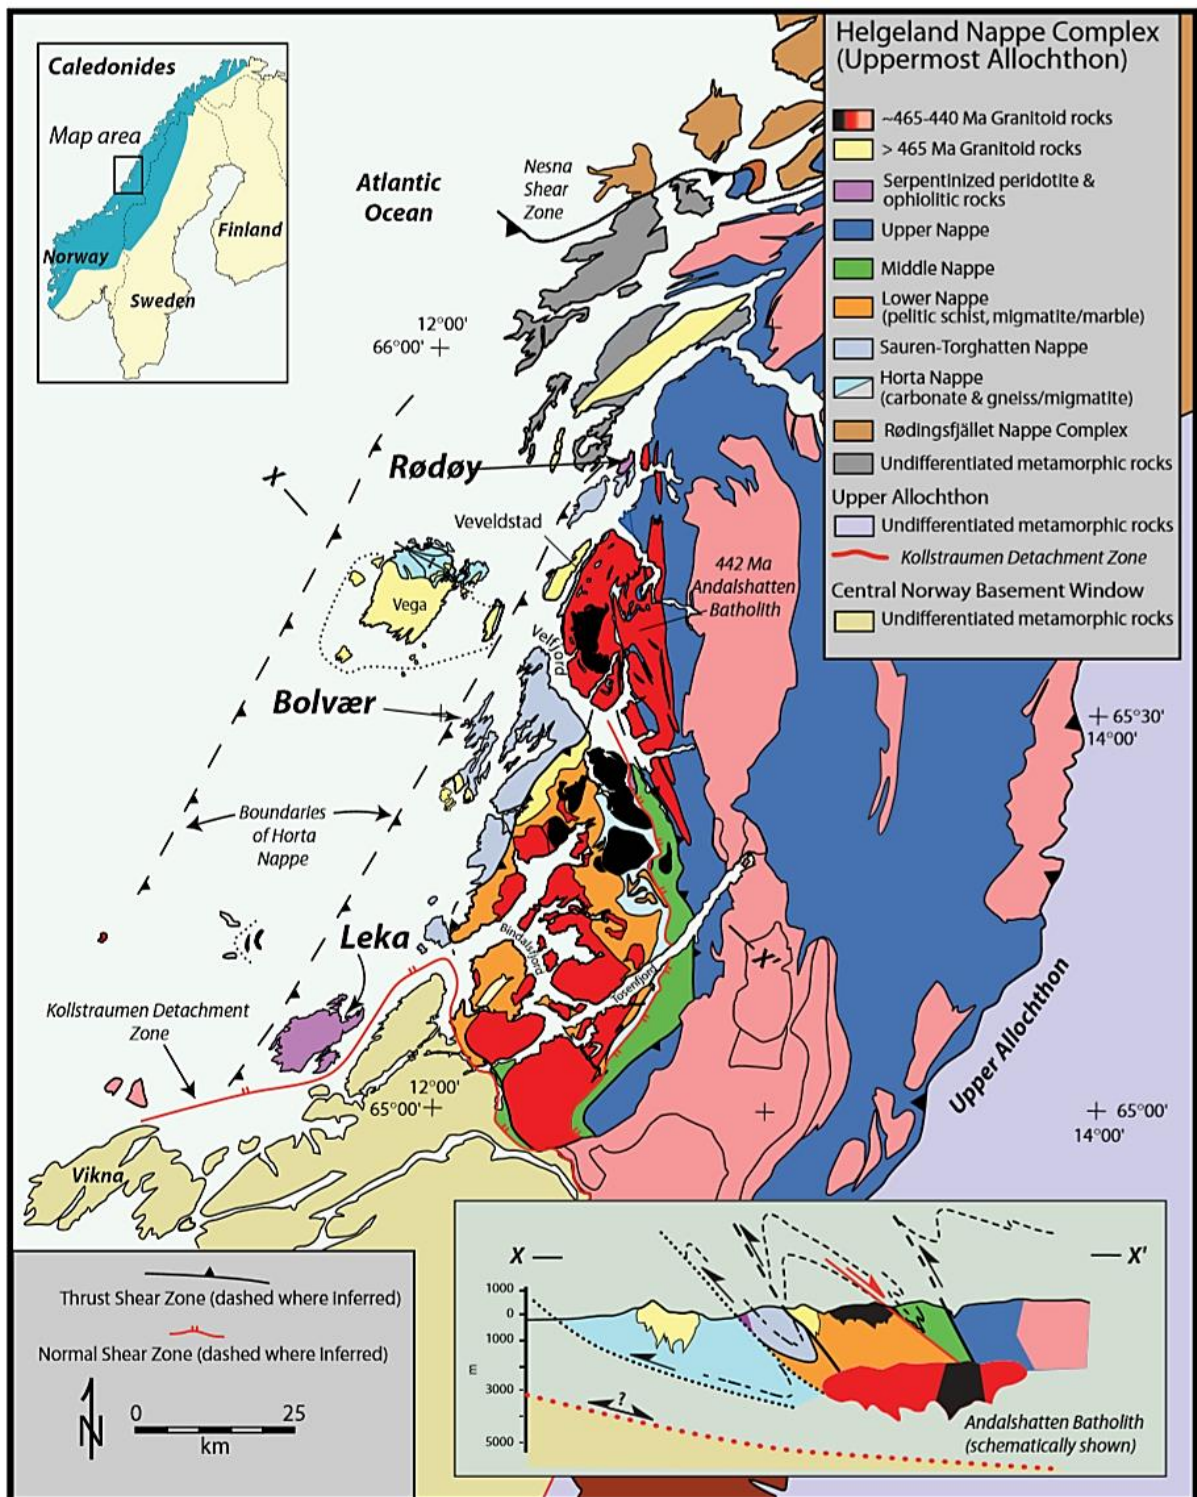 Caledonides
Map area
Norway
Sweden
Finland
Helgeland Nappe Complex
(Uppermost Allochthon)
~465-440 Ma Granitoid rocks
> 465 Ma Granitoid rocks
Serpentinized peridotite &
ophiolitic rocks
Upper Nappe
Middle Nappe
Lower Nappe
(pelitic schist, migmatite/marble)
Sauren-Torghatten Nappe
Horta Nappe
(carbonate & gneiss/migmatite)
Rødingsfjället Nappe Complex
Undifferentiated metamorphic rocks
Upper Allochthon
Undifferentiated metamorphic rocks
Kollstraumen Detachment Zone
Central Norway Basement Window
Undifferentiated metamorphic rocks
Atlantic
Ocean
Nesna
Shear
Zone
12°00'
66°00'
Rødøy
X
Veveldstad
442 Ma
Andalshatten
Batholith
Vega
Velfjord
Bolvær
65°30'
14°00'
Boundaries
of Horta
Nappe
Leka
Bindalsfjord
Tosenfjord
X'
Kollstraumen Detachment
Zone
Upper Allochthon
12°00'
65°00'
65°00'
14°00'
Vikna
Thrust Shear Zone (dashed where Inferred)
Normal Shear Zone (dashed where Inferred)
N
0 25
km
X X'
1000
0
1000
m
3000
5000
?
Andalshatten Batholith
(schematically shown)